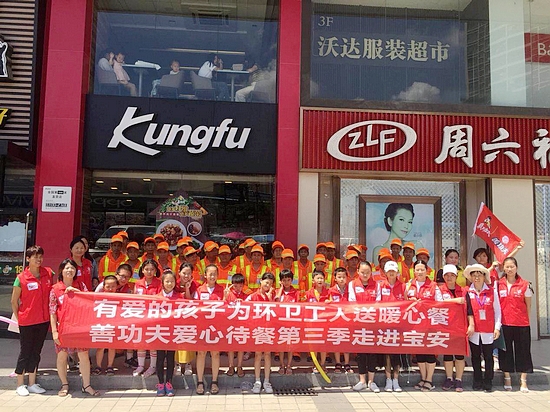 3F
沃达服装超市
Kungfu
ZLF
周六福
有爱的孩子为环卫工人送暖心餐
善功夫爱心待餐第三季走进宝安